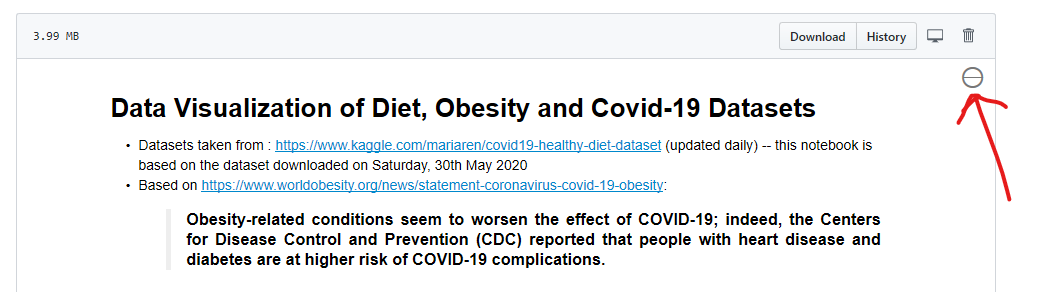 3.99 MB
Download
History
Data Visualization of Diet, Obesity and Covid-19 Datasets
• Datasets taken from : https://www.kaggle.com/mariaren/covid19-healthy-diet-dataset (updated daily) -- this notebook is
based on the dataset downloaded on Saturday, 30th May 2020
• Based on https://www.worldobesity.org/news/statement-coronavirus-covid-19-obesity:
Obesity-related conditions seem to worsen the effect of COVID-19; indeed, the Centers
for Disease Control and Prevention (CDC) reported that people with heart disease and
diabetes are at higher risk of COVID-19 complications.